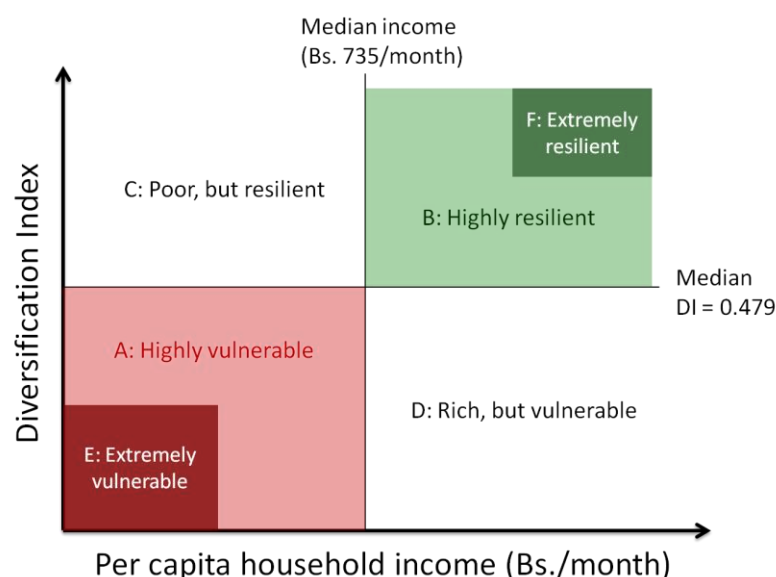 Median income
(Bs. 735/month)
F: Extremely
resilient
C: Poor, but resilient
B: Highly resilient
Median
DI = 0.479
A: Highly vulnerable
D: Rich, but vulnerable
E: Extremely
vulnerable
Diversification Index
Per capita household income (Bs./month)